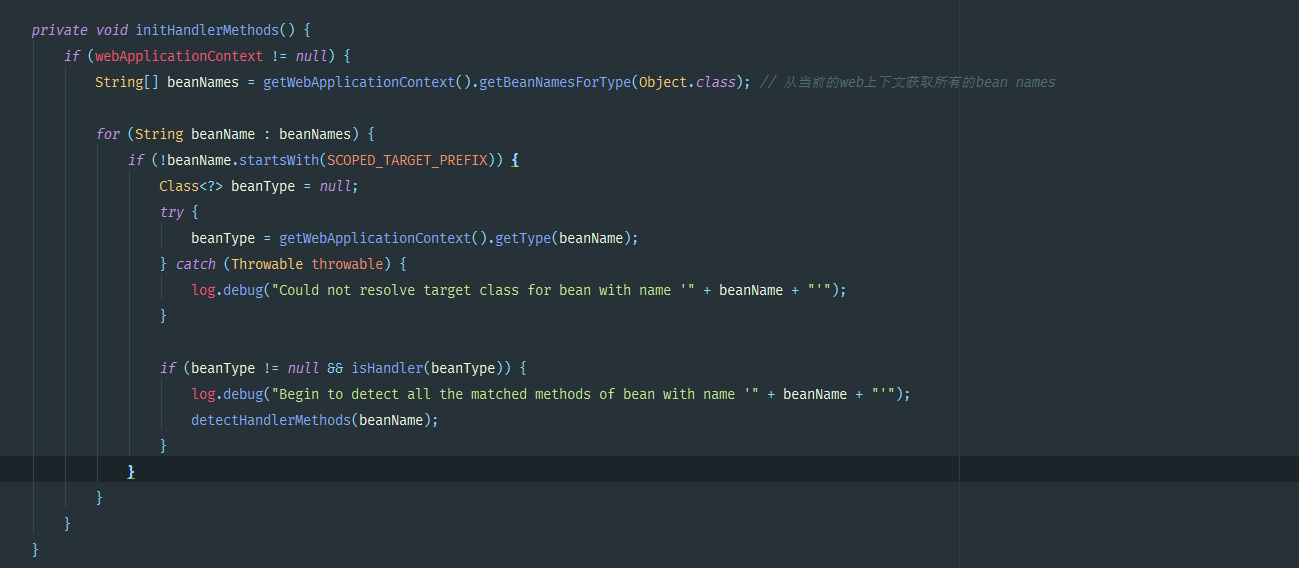 private void initHandlerMethods() {
if (webApplicationContext != null) {
String[] beanNames = getWebApplicationContext().getBeanNamesForType(Object.class); // 从当前的web上下文获取所有的bean names
for (String beanName : beanNames) {
if (!beanName.startsWith(SCOPED_TARGET_PREFIX)) {
Class<?> beanType = null;
try {
beanType = getWebApplicationContext().getType(beanName);
} catch (Throwable throwable) {
log.debug("Could not resolve target class for bean with name '" + beanName + "'");
}
if (beanType != null && isHandler(beanType)) {
log.debug("Begin to detect all the matched methods of bean with name '" + beanName + "'");
detectHandlerMethods(beanName);
}
}
}
}
}